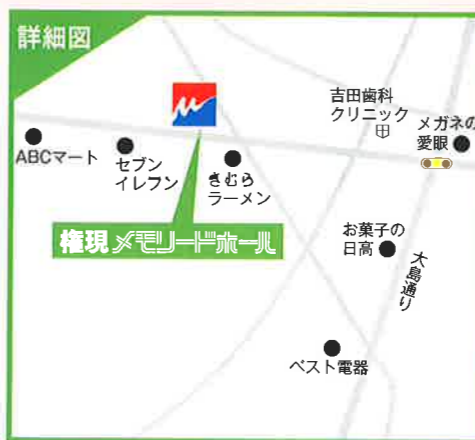 詳細図
吉田歯科
クリニック
メガネの
愛眼
ABCマート
セブン
イレブン
きむら
ラーメン
権現メモリードホール
お菓子の
日高
大島通り
ベスト電器